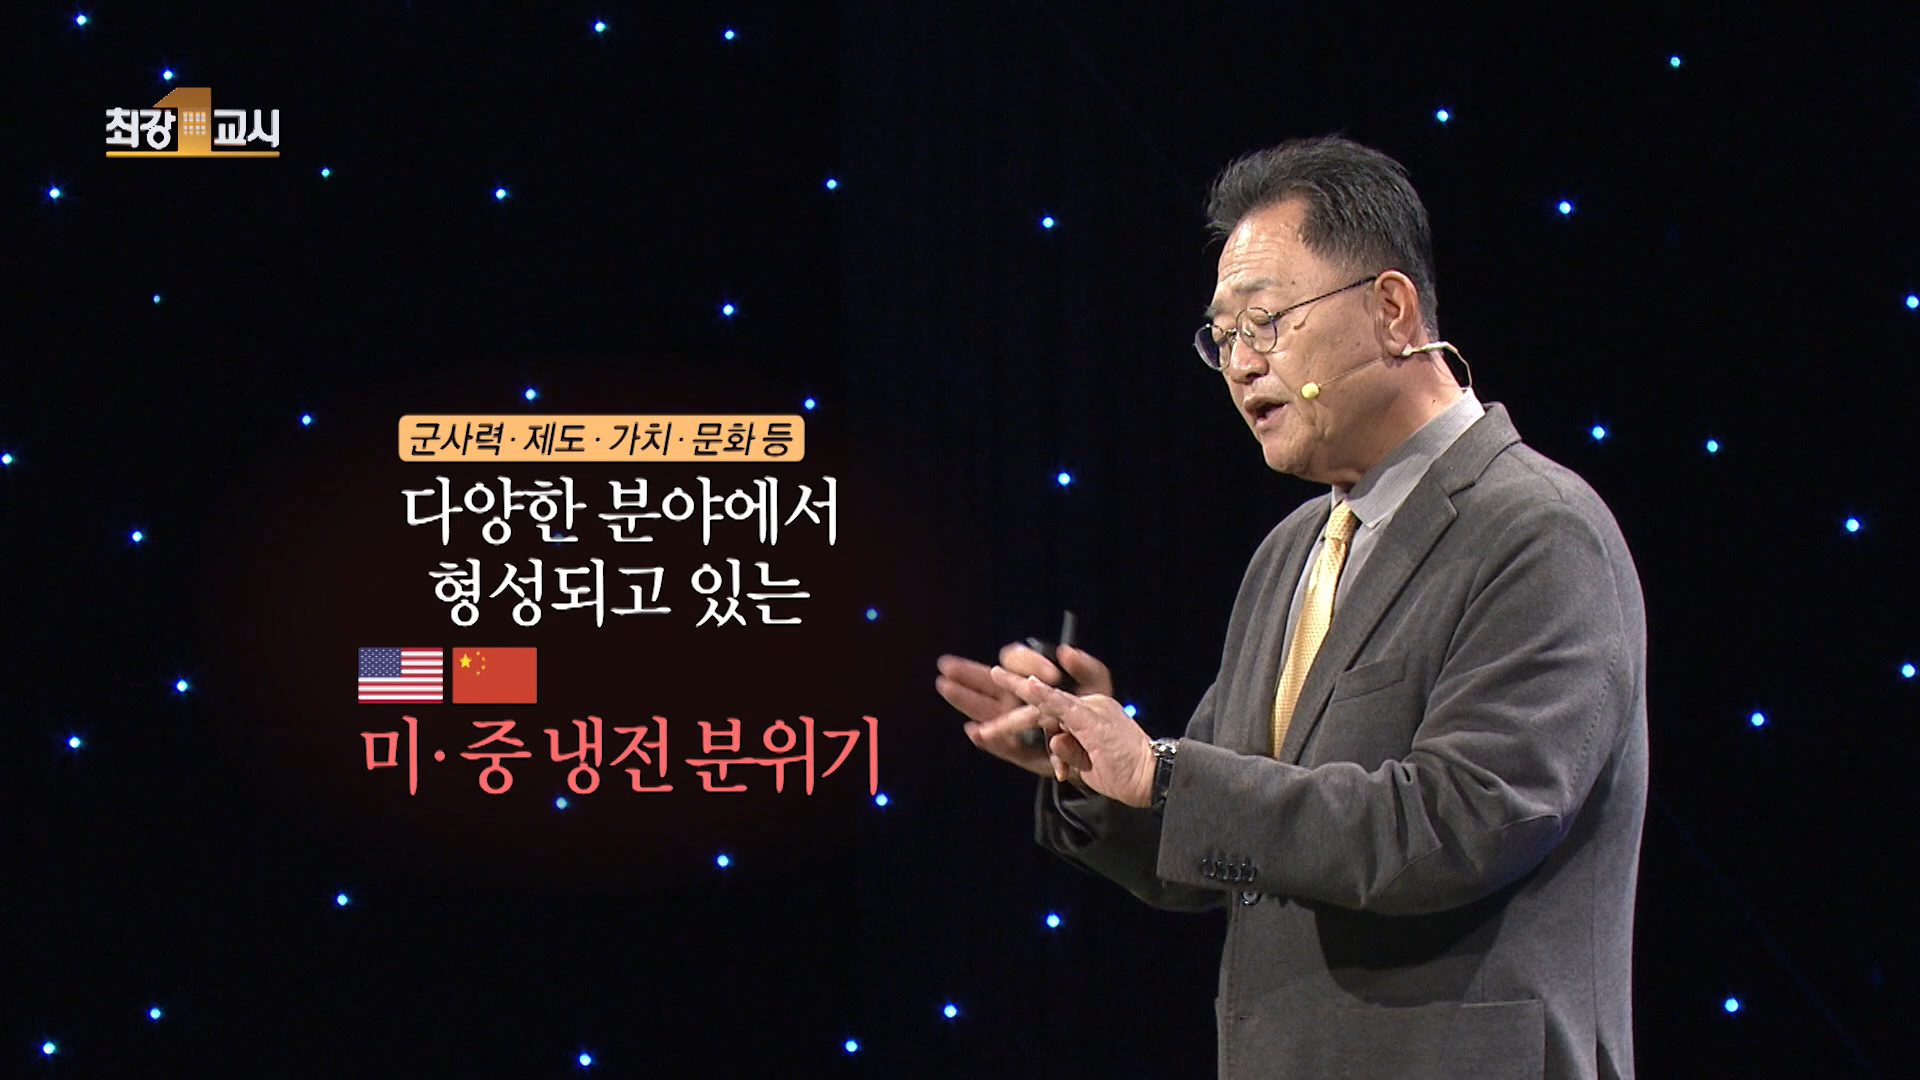 최강1교시
군사력·제도·가치·문화 등
다양한 분야에서
형성되고 있는
미·중 냉전 분위기